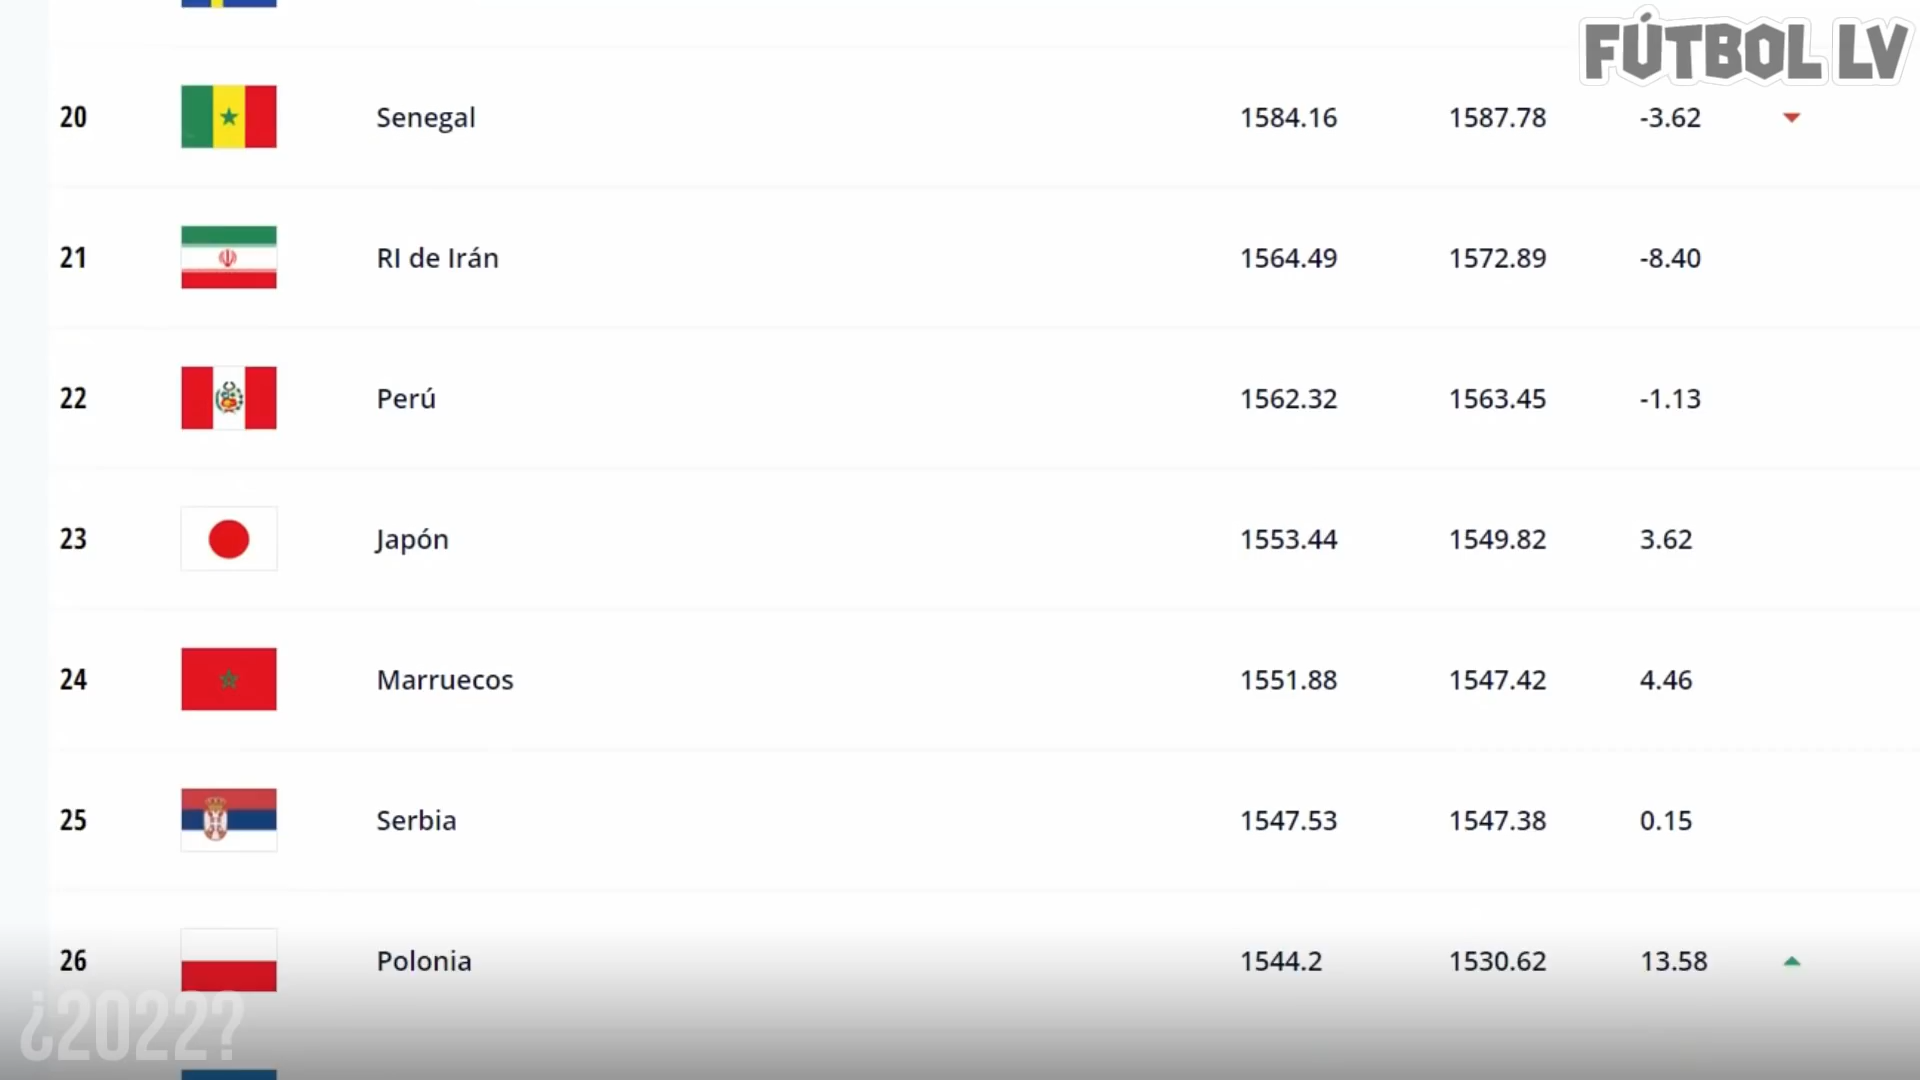 FÚTBOL LV
20 Senegal 1584.16 1587.78 -3.62
21 RI de Irán 1564.49 1572.89 -8.40
22 Perú 1562.32 1563.45 -1.13
23 Japón 1553.44 1549.82 3.62
24 Marruecos 1551.88 1547.42 4.46
25 Serbia 1547.53 1547.38 0.15
26 Polonia 1544.2 1530.62 13.58
¿2022?